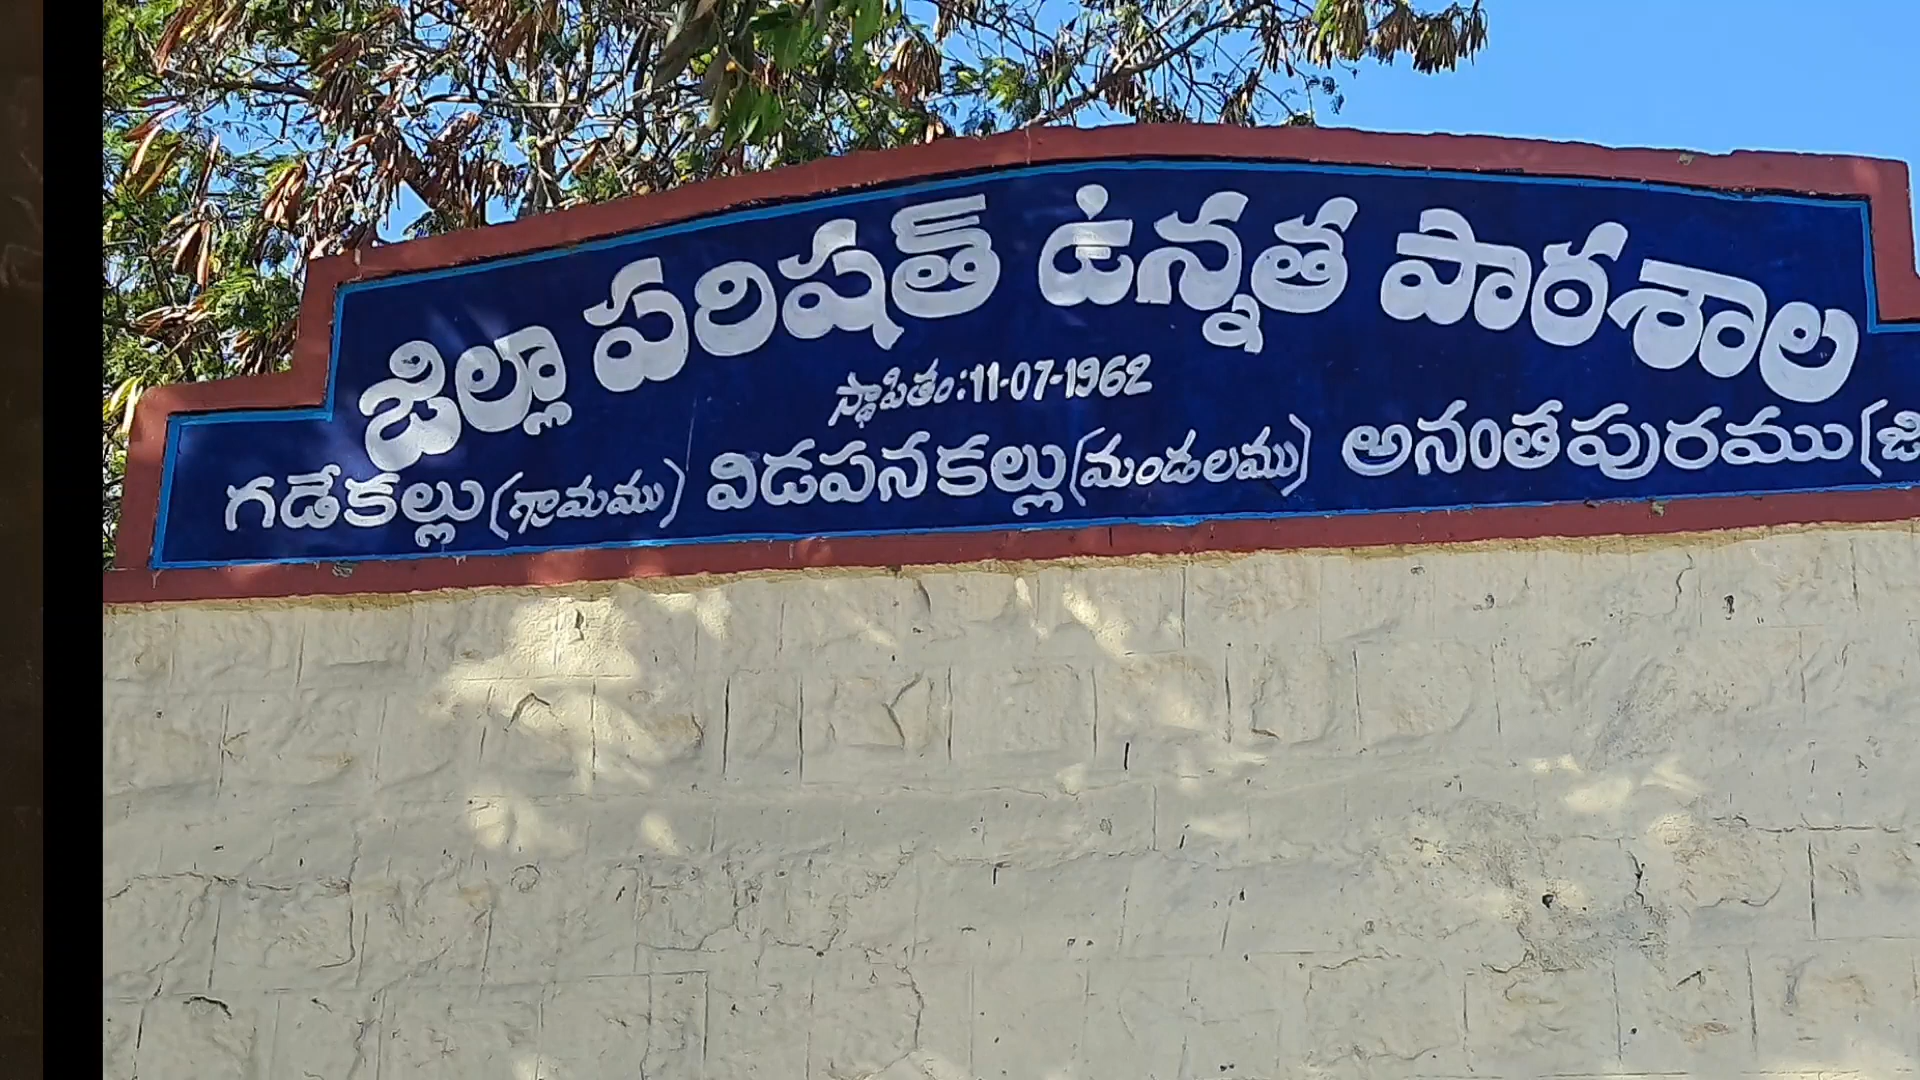 జిల్లా పరిషత్ ఉన్నత పాఠశాల
స్థాపితం:11-07-1962
గడేకల్లు(గ్రామము) విడపనకల్లు(మండలము) అనంతపురము(జి